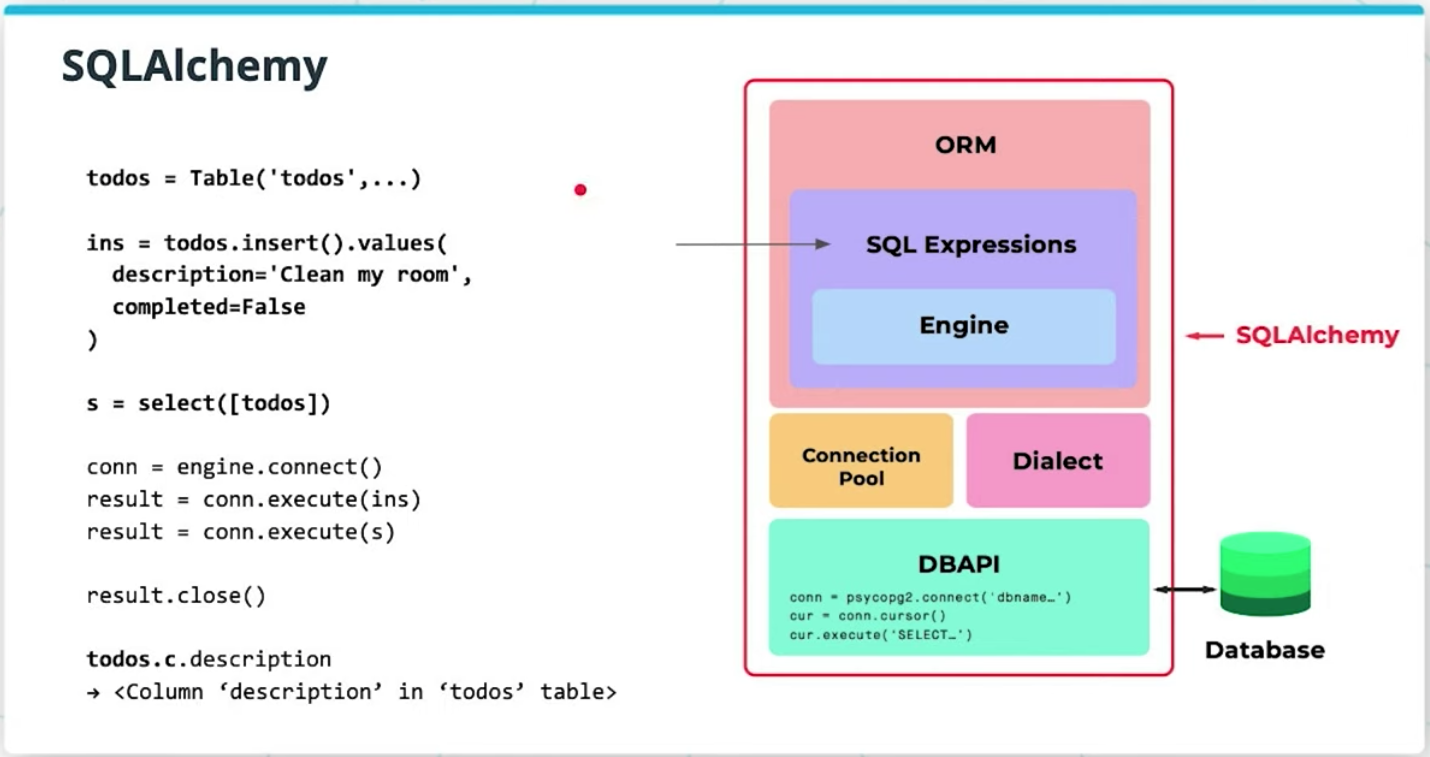 SQLAlchemy
todos = Table('todos',...)
ins = todos.insert().values(
  description='Clean my room',
  completed=False
)
s = select([todos])
conn = engine.connect()
result = conn.execute(ins)
result = conn.execute(s)
result.close()
todos.c.description
→ <Column ‘description’ in ‘todos’ table>
ORM
SQL Expressions
Engine
SQLAlchemy
Connection
Pool
Dialect
DBAPI
conn = psycopg2.connect('dbname…')
cur = conn.cursor()
cur.execute('SELECT…')
Database